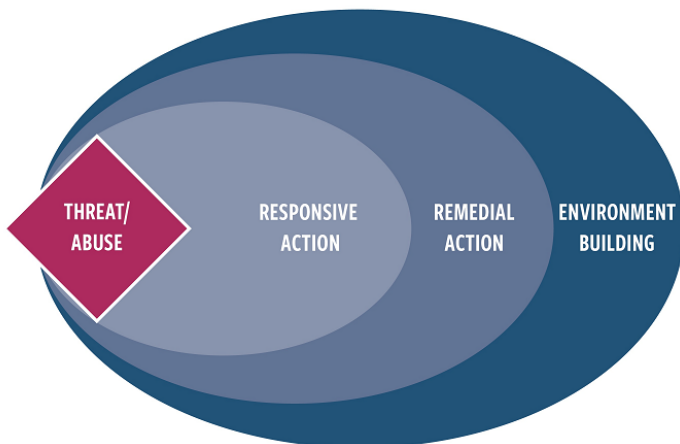 THREAT/
ABUSE
RESPONSIVE
ACTION
REMEDIAL
ACTION
ENVIRONMENT
BUILDING